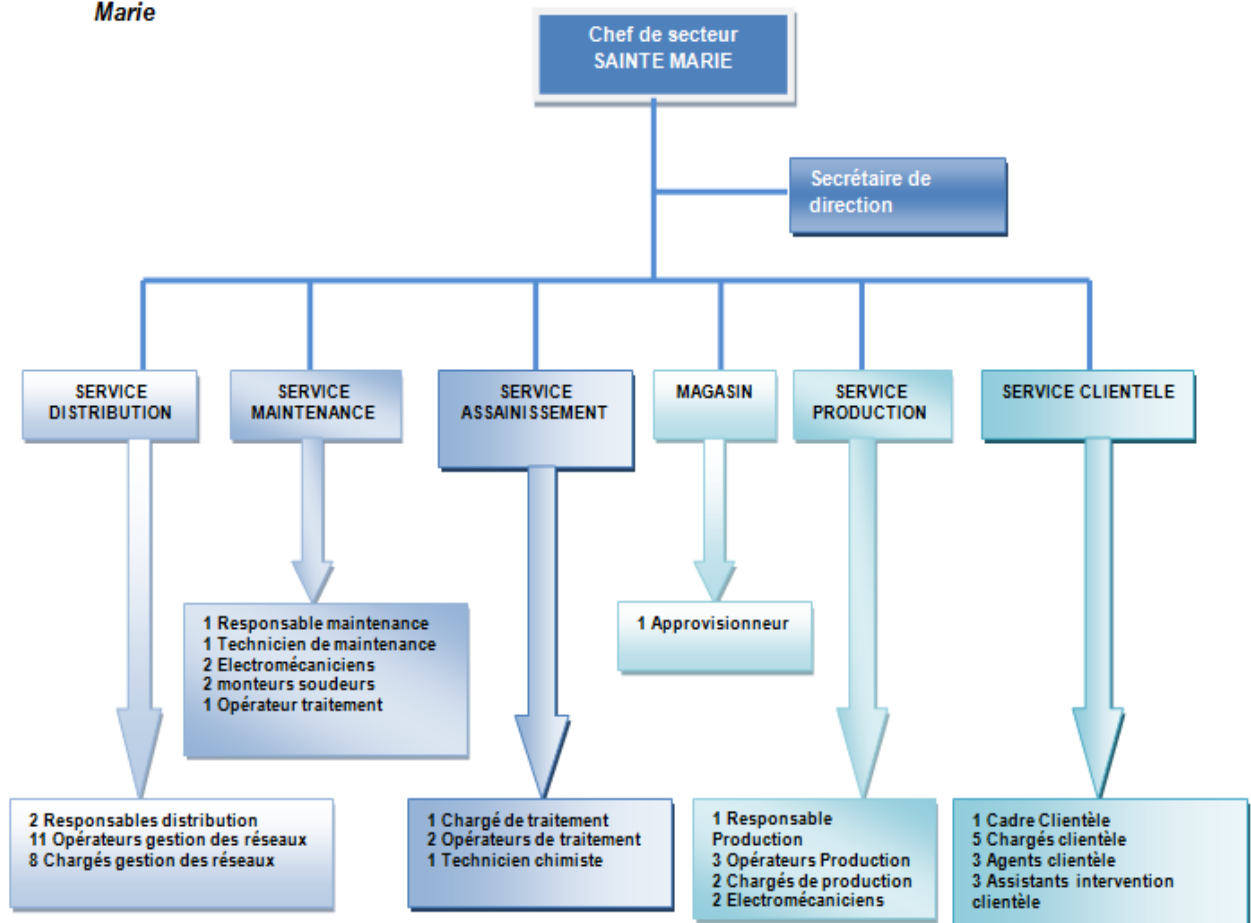 Marie
Chef de secteur
SAINTE MARIE
Secrétaire de
direction
SERVICE
DISTRIBUTION
SERVICE
MAINTENANCE
SERVICE
ASSAINISSEMENT
MAGASIN
SERVICE
PRODUCTION
SERVICE CLIENTELE
1 Responsable maintenance
1 Technicien de maintenance
2 Electromécaniciens
2 monteurs soudeurs
1 Opérateur traitement
1 Approvisionneur
2 Responsables distribution
11 Opérateurs gestion des réseaux
8 Chargés gestion des réseaux
1 Chargé de traitement
2 Opérateurs de traitement
1 Technicien chimiste
1 Responsable
Production
3 Opérateurs Production
2 Chargés de production
2 Electromécaniciens
1 Cadre Clientèle
5 Chargés clientèle
3 Agents clientèle
3 Assistants intervention
clientèle